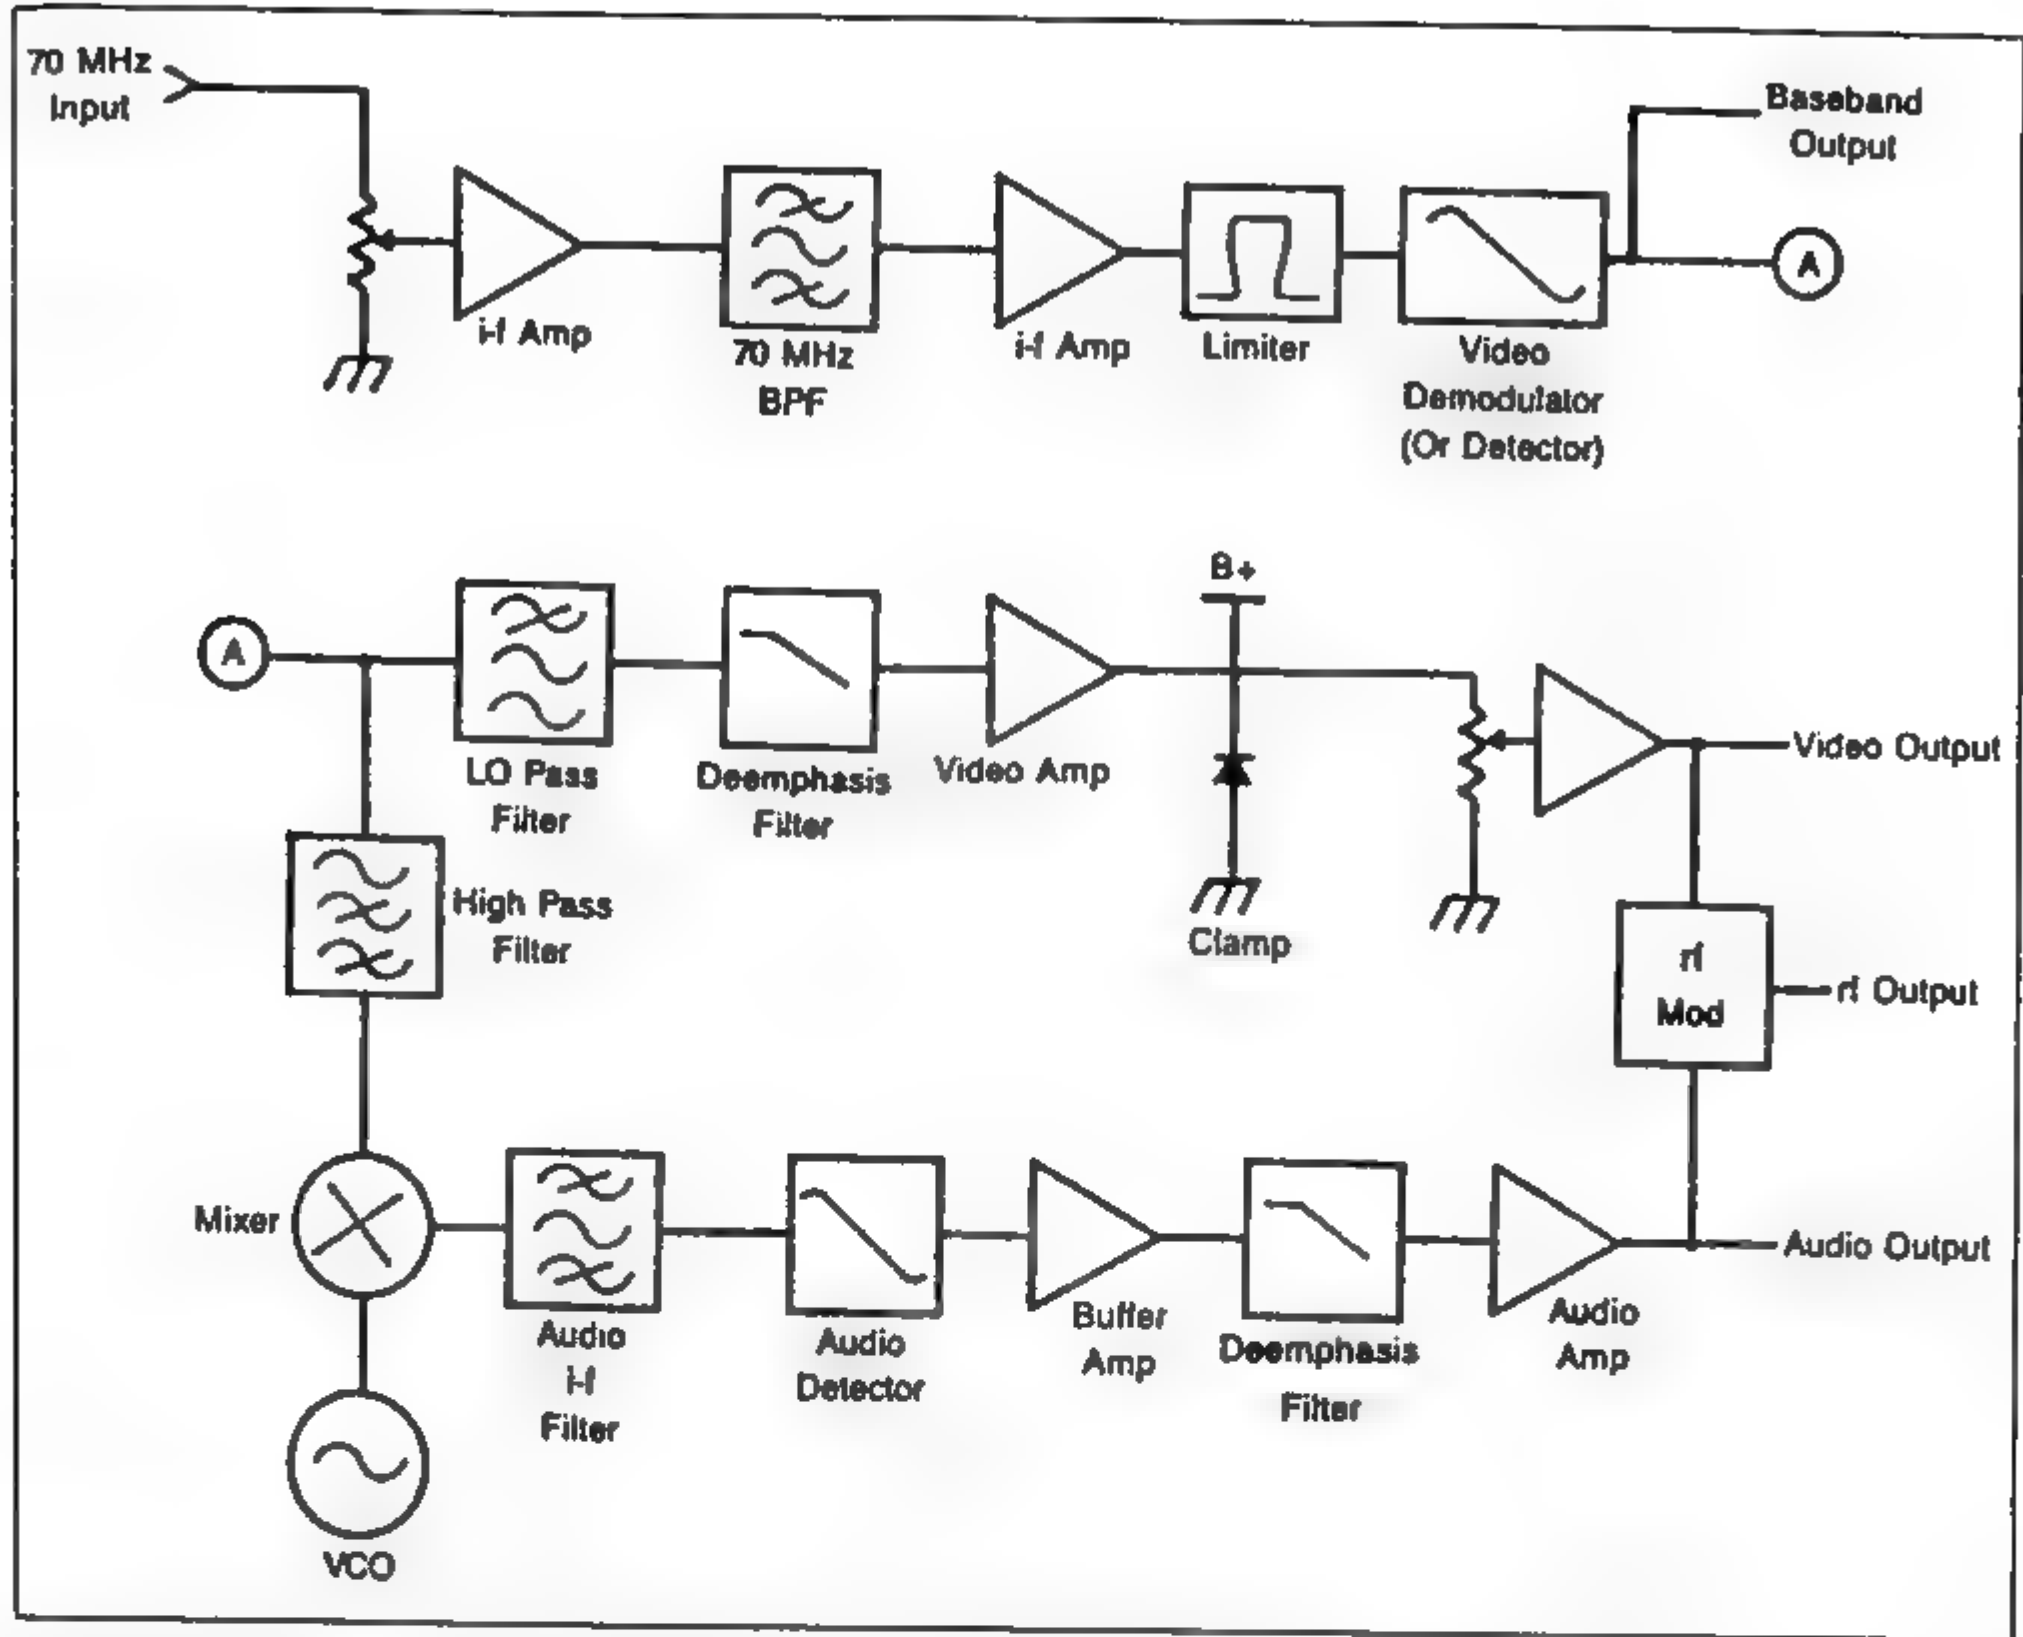 70 MHz
Input
Baseband
Output
i-f Amp
70 MHz
BPF
i-f Amp
Limiter
Video
Demodulator
(Or Detector)
A
B+
A
LO Pass
Filter
Deemphasis
Filter
Video Amp
Clamp
Video Output
High Pass
Filter
rf
Mod
rf Output
Mixer
Audio
i-f
Filter
Audio
Detector
Buffer
Amp
Deemphasis
Filter
Audio
Amp
Audio Output
VCO